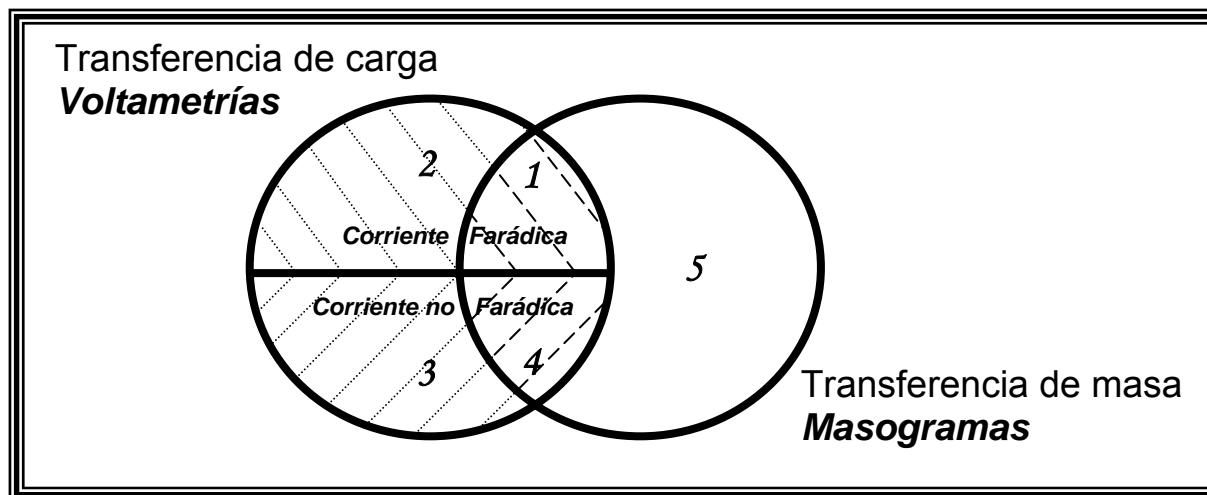 Transferencia de carga
Voltametrías
2
1
Corriente Farádica
5
Corriente no Farádica
3
4
Transferencia de masa
Masogramas